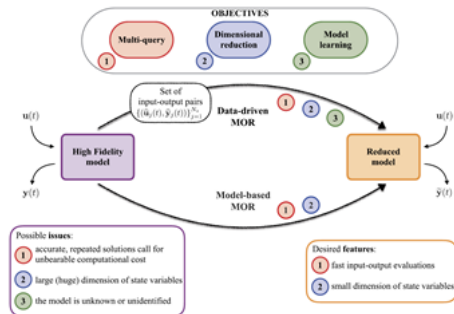 OBJECTIVES
Multi-query
1
Dimensional
reduction
2
Model
learning
3
Set of
input-output pairs
{(û_j(t), ŷ_j(t))}_{j=1}^{N_s}
Data-driven
MOR
1
2
3
u(t)
High Fidelity
model
y(t)
u(t)
Reduced
model
ỹ(t)
Model-based
MOR
1
2
Possible issues:
1 accurate, repeated solutions call for
unbearable computational cost
2 large (huge) dimension of state variables
3 the model is unknown or unidentified
Desired features:
1 fast input-output evaluations
2 small dimension of state variables